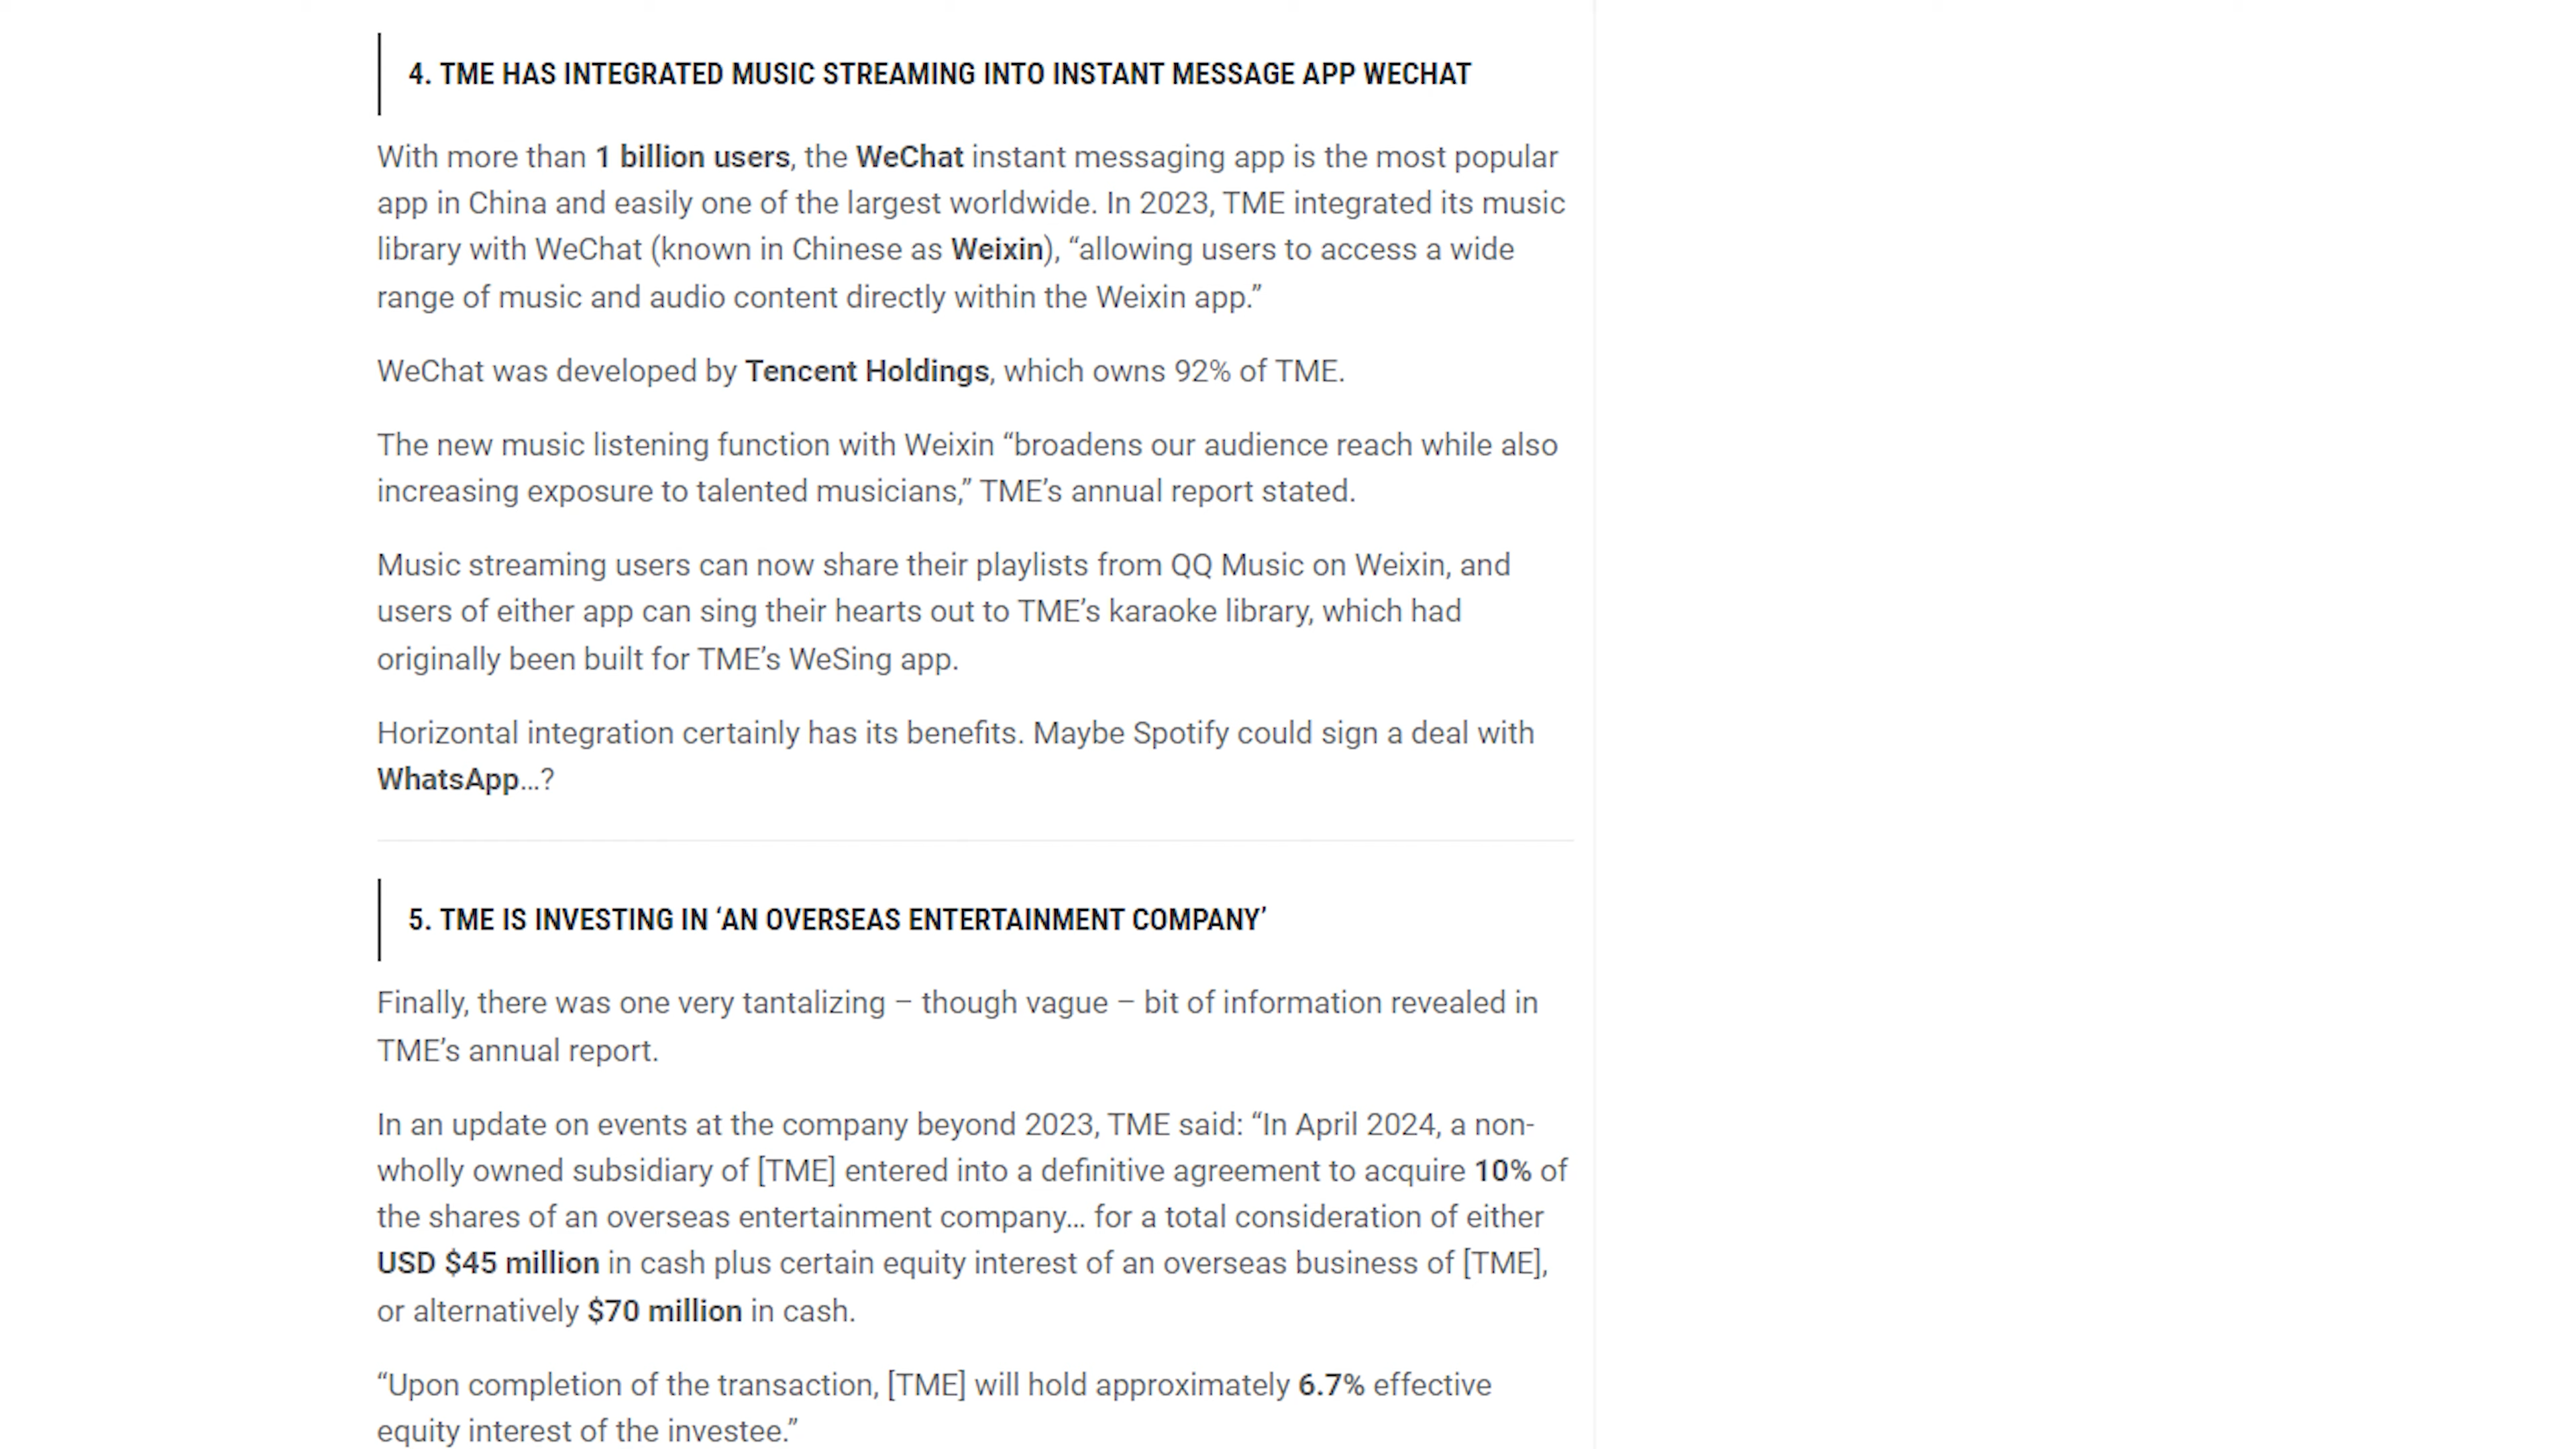 4. TME HAS INTEGRATED MUSIC STREAMING INTO INSTANT MESSAGE APP WECHAT
With more than 1 billion users, the WeChat instant messaging app is the most popular
app in China and easily one of the largest worldwide. In 2023, TME integrated its music
library with WeChat (known in Chinese as Weixin), “allowing users to access a wide
range of music and audio content directly within the Weixin app.”
WeChat was developed by Tencent Holdings, which owns 92% of TME.
The new music listening function with Weixin “broadens our audience reach while also
increasing exposure to talented musicians,” TME’s annual report stated.
Music streaming users can now share their playlists from QQ Music on Weixin, and
users of either app can sing their hearts out to TME’s karaoke library, which had
originally been built for TME’s WeSing app.
Horizontal integration certainly has its benefits. Maybe Spotify could sign a deal with
WhatsApp…?
5. TME IS INVESTING IN ‘AN OVERSEAS ENTERTAINMENT COMPANY’
Finally, there was one very tantalizing – though vague – bit of information revealed in
TME’s annual report.
In an update on events at the company beyond 2023, TME said: “In April 2024, a non-
wholly owned subsidiary of [TME] entered into a definitive agreement to acquire 10% of
the shares of an overseas entertainment company… for a total consideration of either
USD $45 million in cash plus certain equity interest of an overseas business of [TME],
or alternatively $70 million in cash.
“Upon completion of the transaction, [TME] will hold approximately 6.7% effective
equity interest of the investee.”